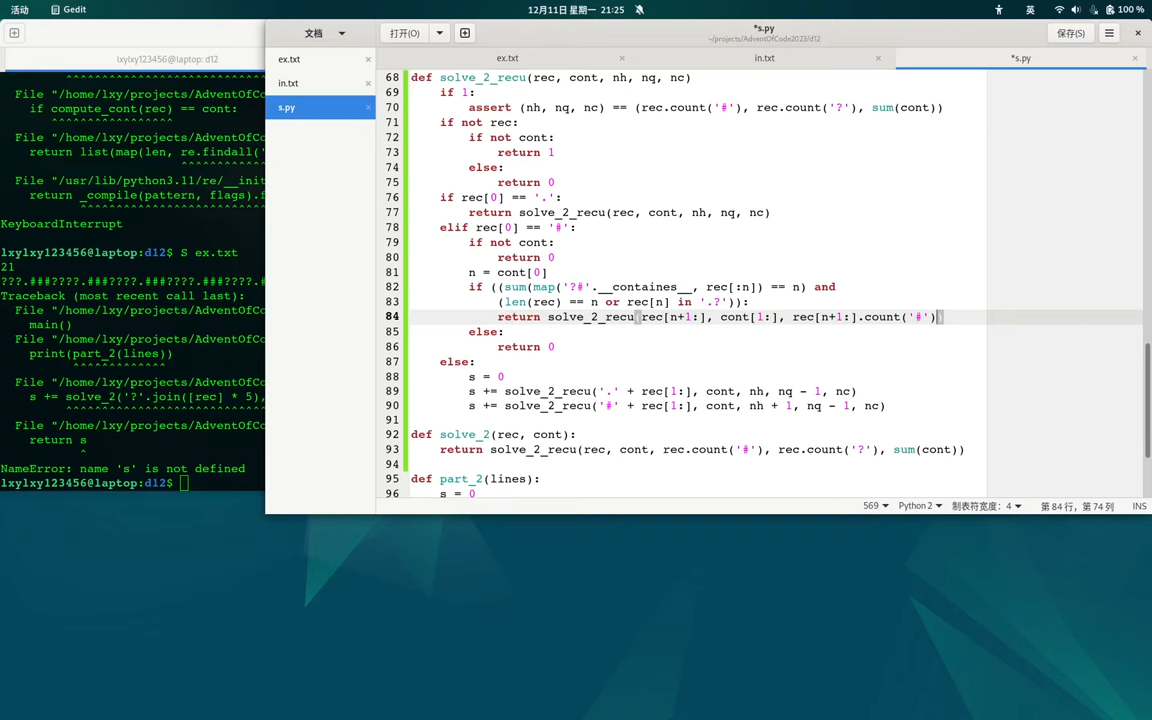 活动
Gedit
12月11日 星期一 21:25
英
100 %
文档
打开(O)
*s.py
~/projects/AdventOfCode2023/d12
保存(S)
lxylxy123456@laptop: d12
ex.txt
in.txt
s.py
ex.txt
in.txt
*s.py
^^^^^^^^^^^^^^^^^^^^^^^^^^^
File "/home/lxy/projects/AdventOfCo
if compute_cont(rec) == cont:
^^^^^^^^^^^^^^^^^
File "/home/lxy/projects/AdventOfCo
return list(map(len, re.findall('
^^^^^^^^^^^
File "/usr/lib/python3.11/re/__init
return _compile(pattern, flags).f
^^^^^^^^^^^^^^^^^^^^^^^^^
KeyboardInterrupt
lxylxy123456@laptop:d12$ S ex.txt
21
????.###????.###????.###????.###????.#
Traceback (most recent call last):
File "/home/lxy/projects/AdventOfCo
main()
File "/home/lxy/projects/AdventOfCo
print(part_2(lines))
^^^^^^^^^^^^^
File "/home/lxy/projects/AdventOfCo
s += solve_2('?'.join([rec] * 5),
^^^^^^^^^^^^^^^^^^^^^^^^^^^
File "/home/lxy/projects/AdventOfCo
return s
^
NameError: name 's' is not defined
lxylxy123456@laptop:d12$
68 def solve_2_recu(rec, cont, nh, nq, nc)
69 if 1:
70 assert (nh, nq, nc) == (rec.count('#'), rec.count('?'), sum(cont))
71 if not rec:
72 if not cont:
73 return 1
74 else:
75 return 0
76 if rec[0] == '.':
77 return solve_2_recu(rec, cont, nh, nq, nc)
78 elif rec[0] == '#':
79 if not cont:
80 return 0
81 n = cont[0]
82 if ((sum(map('?#'.__containes__, rec[:n]) == n) and
83 (len(rec) == n or rec[n] in '.?')):
84 return solve_2_recu(rec[n+1:], cont[1:], rec[n+1:].count('#'))
85 else:
86 return 0
87 else:
88 s = 0
89 s += solve_2_recu('.' + rec[1:], cont, nh, nq - 1, nc)
90 s += solve_2_recu('#' + rec[1:], cont, nh + 1, nq - 1, nc)
91
92 def solve_2(rec, cont):
93 return solve_2_recu(rec, cont, rec.count('#'), rec.count('?'), sum(cont))
94
95 def part_2(lines):
96 s = 0
569
Python 2
制表符宽度：4
第 84 行，第 74 列
INS